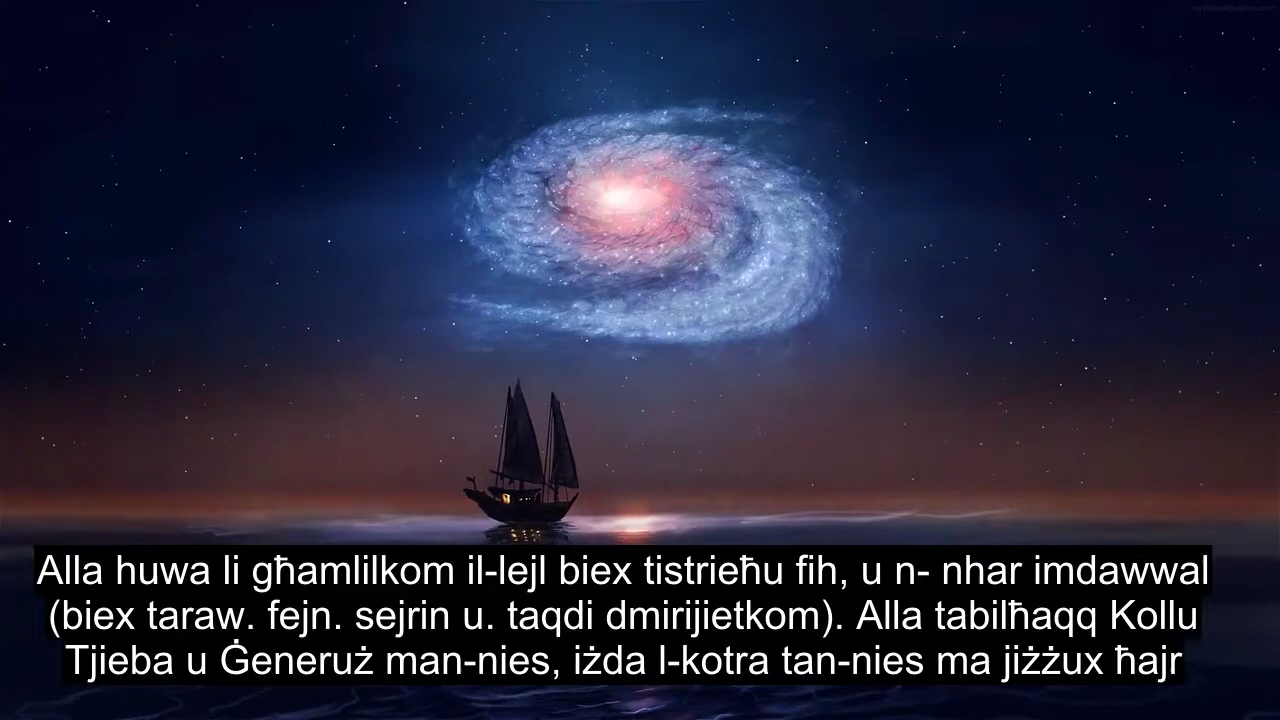 Alla huwa li għamlilkom il-lejl biex tistrieħu fih, u n- nhar imdawwal
(biex taraw. fejn. sejrin u. taqdi dmirijietkom). Alla tabilħaqq Kollu
Tjieba u Ġeneruż man-nies, iżda l-kotra tan-nies ma jiżżux ħajr